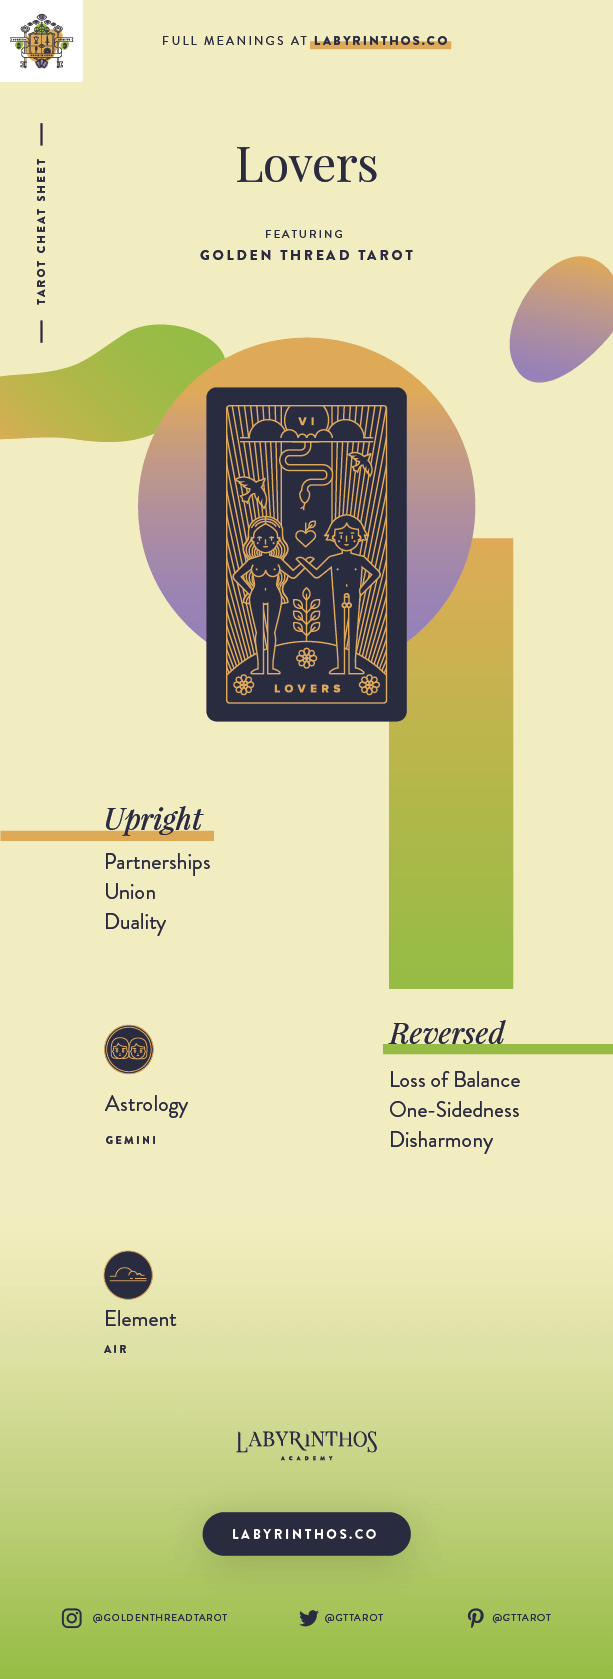 FULL MEANINGS AT LABYRINTHOS.CO
TAROT CHEAT SHEET
Lovers
FEATURING
GOLDEN THREAD TAROT
VI
LOVERS
Upright
Partnerships
Union
Duality
Reversed
Loss of Balance
One-Sidedness
Disharmony
Astrology
GEMINI
Element
AIR
LABYRINTHOS
ACADEMY
LABYRINTHOS.CO
@GOLDENTHREADTAROT
@GTTAROT
@GTTAROT